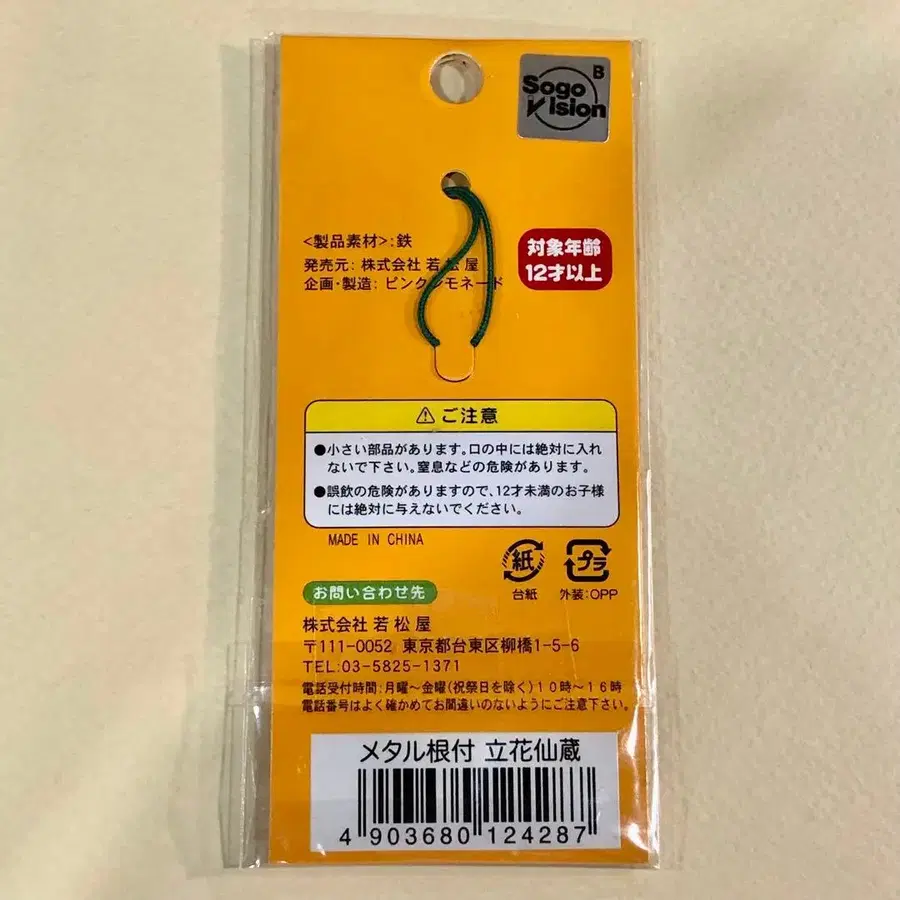 B
Sogo
Vision
<製品素材>:鉄
発売元: 株式会社 若松屋
企画・製造: ピンクレモネード
対象年齢
12才以上
⚠ご注意
●小さい部品があります。口の中には絶対に入れ
ないで下さい。窒息などの危険があります。
●誤飲の危険がありますので、12才未満のお子様
には絶対に与えないでください。
MADE IN CHINA
紙
台紙
プラ
外装:OPP
お問い合わせ先
株式会社 若松屋
〒111-0052 東京都台東区柳橋1-5-6
TEL:03-5825-1371
電話受付時間:月曜～金曜(祝祭日を除く)10時～16時
電話番号はよく確かめてお間違いのないようにご注意下さい。
メタル根付 立花仙蔵
4 903680 124287